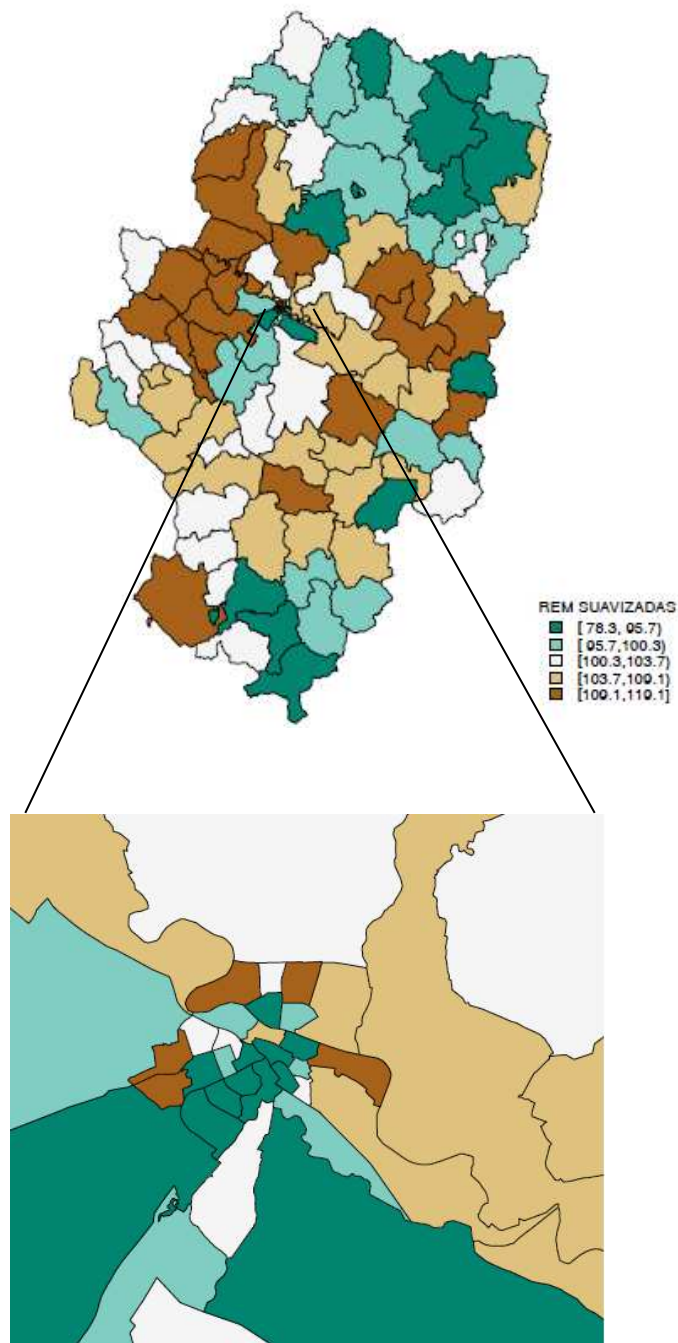 REM SUAVIZADAS
[ 78.3, 95.7)
[ 95.7,100.3)
[100.3,103.7)
[103.7,109.1)
[109.1,119.1]